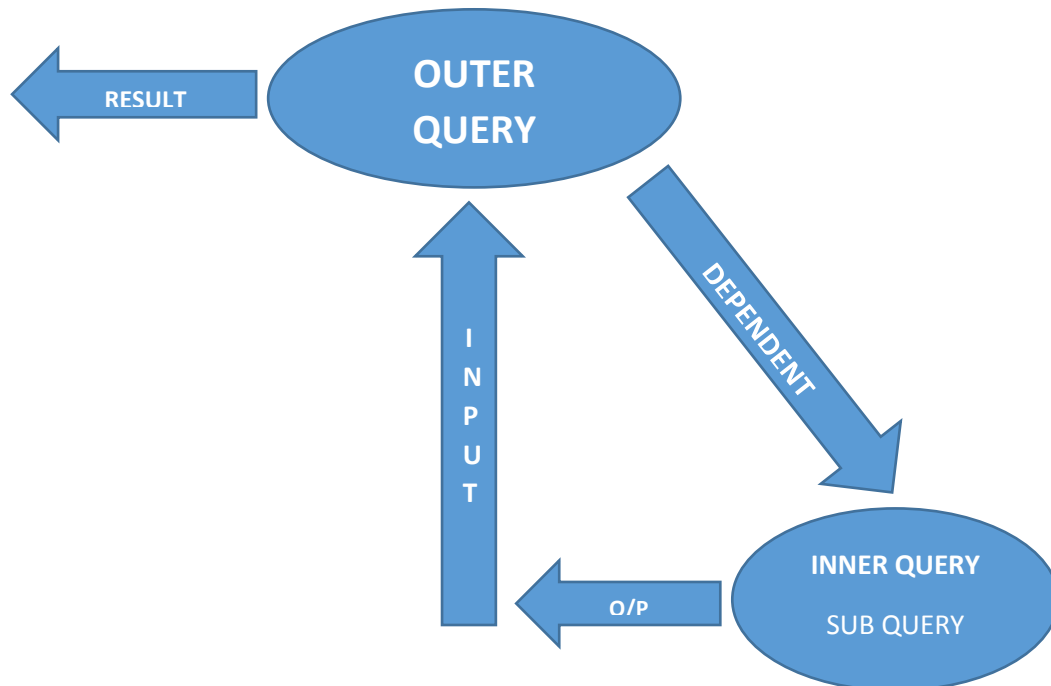 OUTER
QUERY
RESULT
DEPENDENT
I
N
P
U
T
INNER QUERY
SUB QUERY
O/P